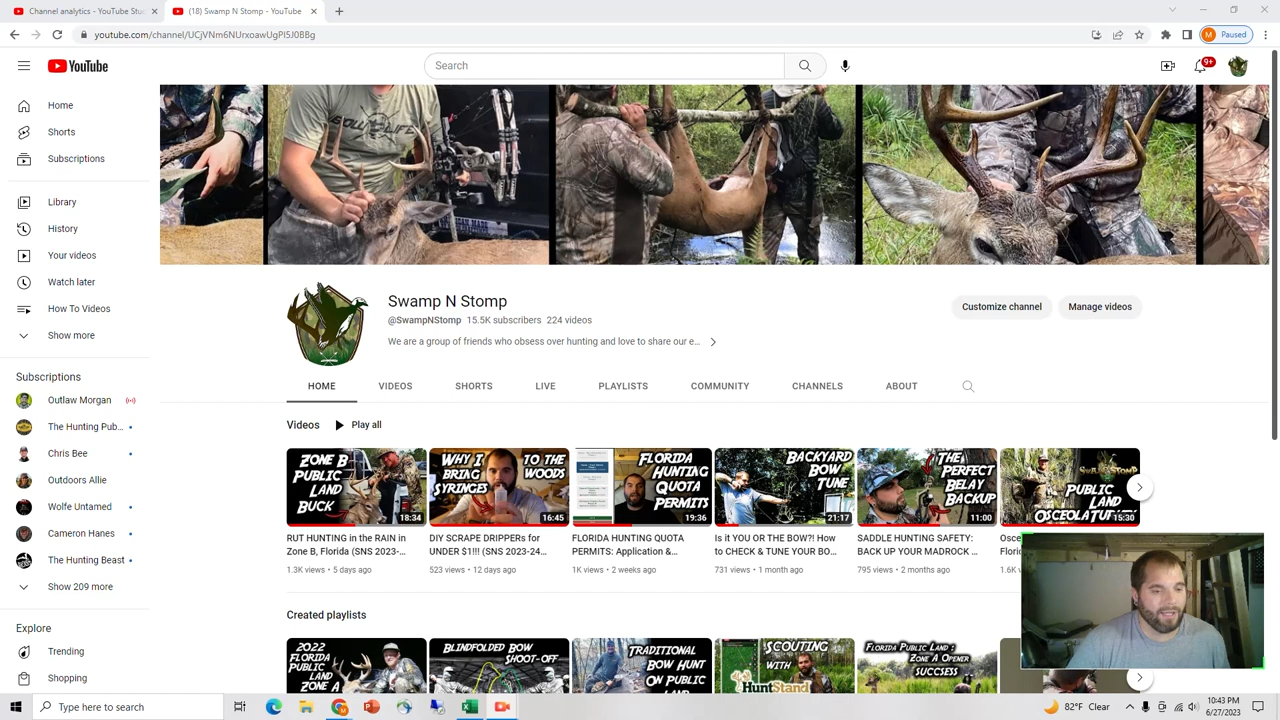 Channel analytics - YouTube Stu
(18) Swamp N Stomp - YouTube
youtube.com/channel/UCjVNm6NUrxoawUgPI5J0BBg
M Paused
YouTube
Search
9+
Home
Shorts
Subscriptions
Library
History
Your videos
Watch later
How To Videos
Show more
Subscriptions
Outlaw Morgan
The Hunting Pub...
Chris Bee
Outdoors Allie
Wolfe Untamed
Cameron Hanes
The Hunting Beast
Show 209 more
Explore
Trending
Shopping
Swamp N Stomp
@SwampNStomp 15.5K subscribers 224 videos
We are a group of friends who obsess over hunting and love to share our e...
Customize channel
Manage videos
HOME VIDEOS SHORTS LIVE PLAYLISTS COMMUNITY CHANNELS ABOUT
Videos Play all
ZONE B
PUBLIC
LAND
BUCK
18:34
RUT HUNTING in the RAIN in
Zone B, Florida (SNS 2023-...
1.3K views • 5 days ago
WHY I TO THE
BRING WOODS
SYRINGES
16:45
DIY SCRAPE DRIPPERs for
UNDER $1!!! (SNS 2023-24...
523 views • 12 days ago
FLORIDA
HUNTING
QUOTA
PERMITS
19:36
FLORIDA HUNTING QUOTA
PERMITS: Application &...
1K views • 2 weeks ago
BACKYARD
BOW
TUNE
21:17
Is it YOU OR THE BOW?! How
to CHECK & TUNE YOUR BO...
731 views • 1 month ago
THE
PERFECT
BELAY
BACKUP
11:00
SADDLE HUNTING SAFETY:
BACK UP YOUR MADROCK ...
795 views • 2 months ago
SWAMP N STOMP
PUBLIC
LAND
OSCEOLA TURKEY
15:30
Osce
Flori
1.6K v
Created playlists
2022
FLORIDA
PUBLIC
LAND
ZONE A
BLINDFOLDED BOW
SHOOT-OFF
TRADITIONAL
BOW HUNT
ON PUBLIC
LAND
SCOUTING
WITH
HuntStand
FLORIDA PUBLIC LAND :
ZONE A OPENER
SUCCSESS
Type here to search
82°F Clear
10:43 PM
6/27/2023